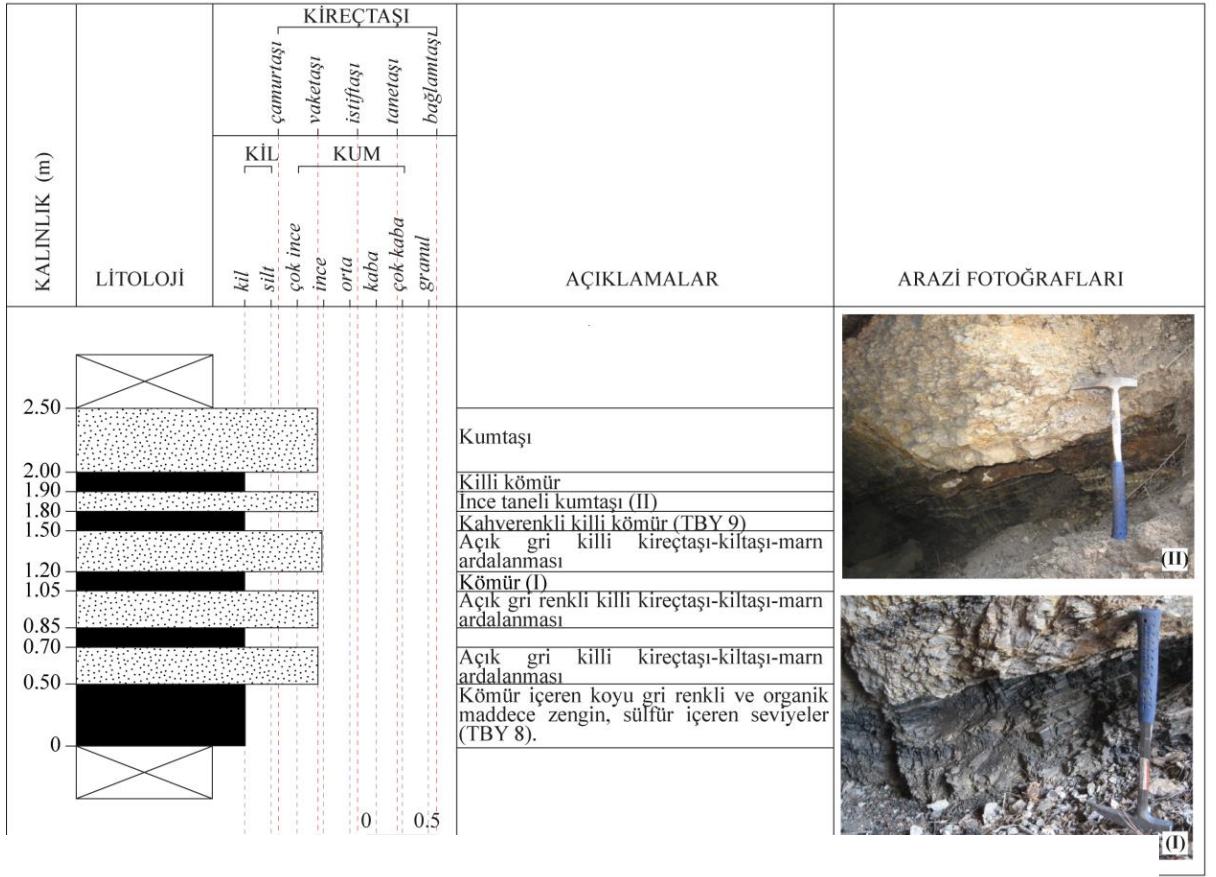 KİREÇTAŞI
çamurtaşı
vaketaşı
istiftaşı
tanetaşı
bağlamtaşı
KİL
KUM
KALINLIK (m)
LİTOLOJİ
kil
silt
çok ince
ince
orta
kaba
çok kaba
granul
AÇIKLAMALAR
ARAZİ FOTOĞRAFLARI
2.50
Kumtaşı
2.00
Killi kömür
1.90
İnce taneli kumtaşı (II)
1.80
Kahverenkli killi kömür (TBY 9)
1.50
Açık gri killi kireçtaşı-kiltaşı-marn
ardalanması
1.20
Kömür (I)
1.05
Açık gri renkli killi kireçtaşı-kiltaşı-marn
ardalanması
0.85
0.70
Açık gri killi kireçtaşı-kiltaşı-marn
ardalanması
0.50
Kömür içeren koyu gri renkli ve organik
maddece zengin, sülfür içeren seviyeler
(TBY 8).
0
0 0.5
(II)
(I)